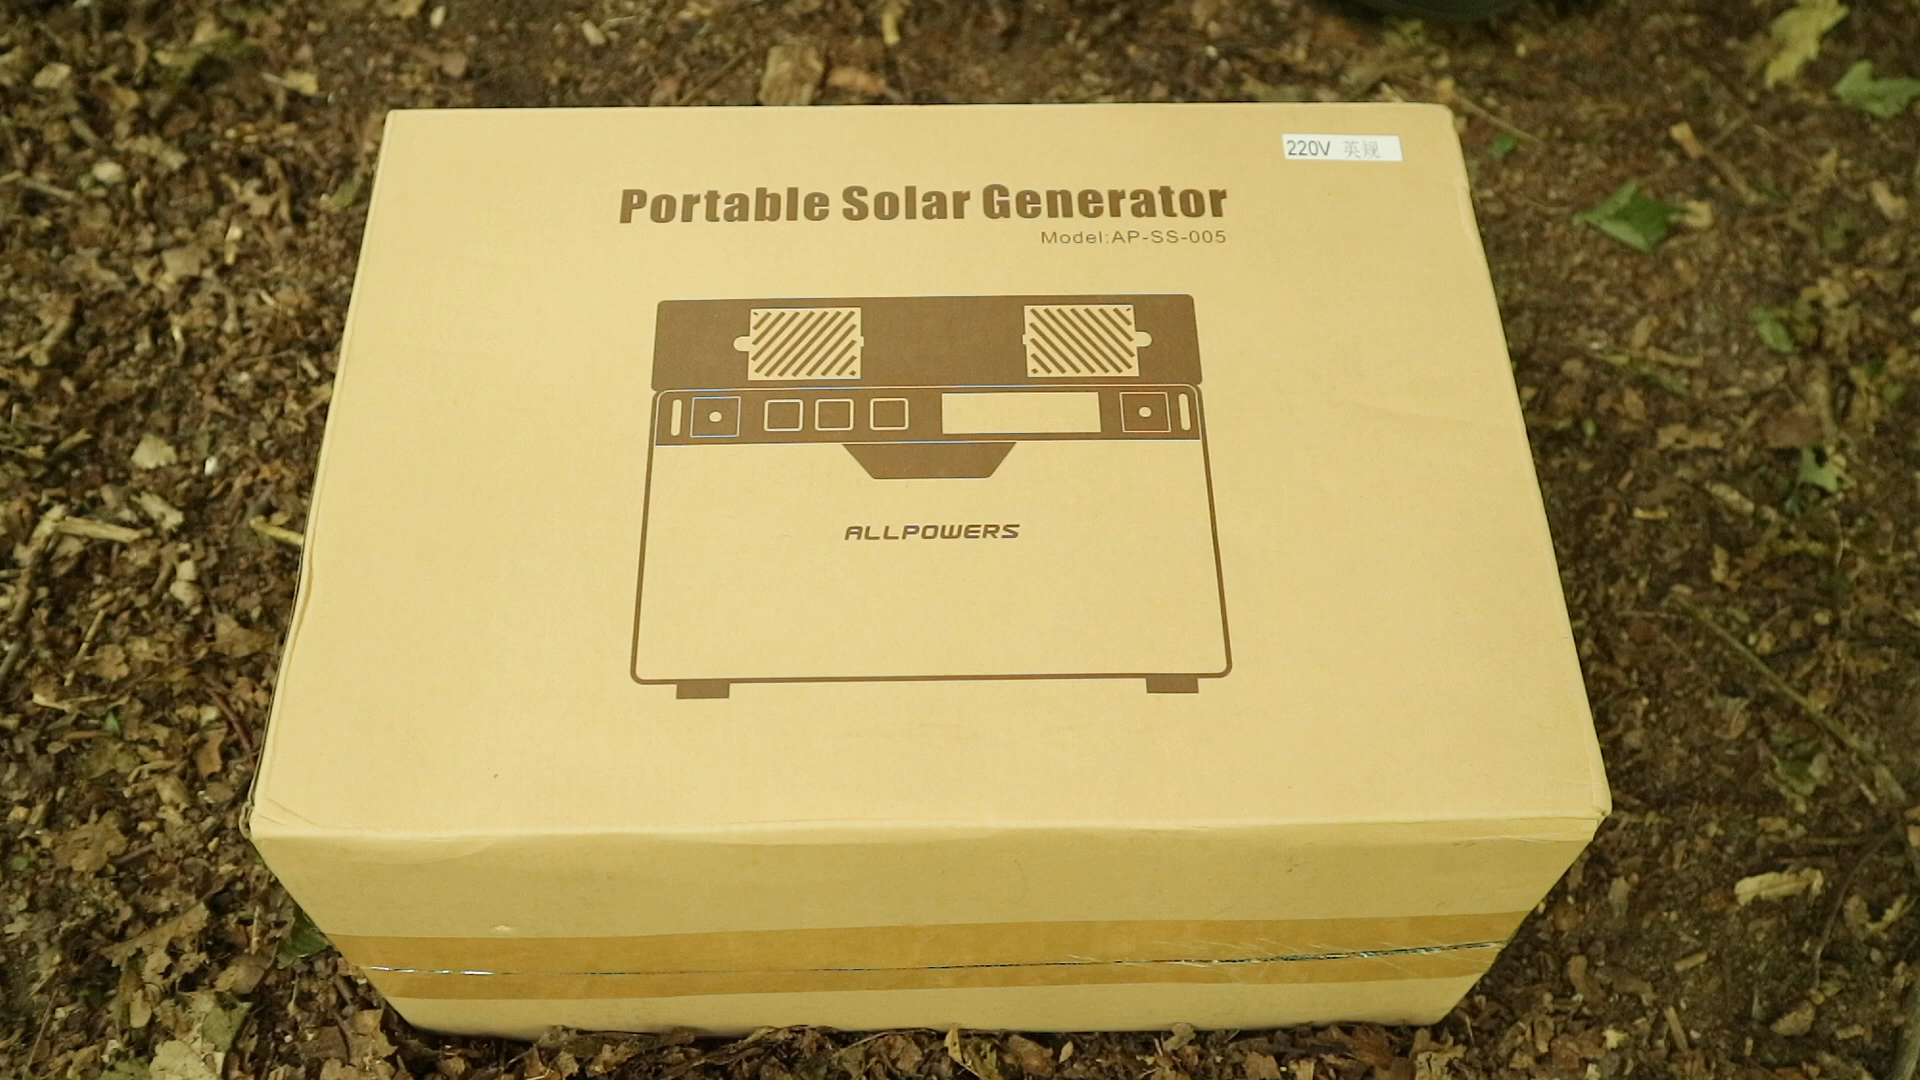 220V 英规
Portable Solar Generator
Model:AP-SS-005
ALLPOWERS